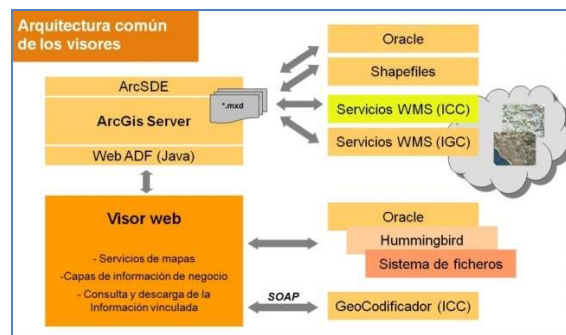 Arquitectura común
de los visores
ArcSDE
ArcGis Server
Web ADF (Java)
*.mxd
Oracle
Shapefiles
Servicios WMS (ICC)
Servicios WMS (IGC)
Visor web
- Servicios de mapas
-Capas de información de negocio
- Consulta y descarga de la
Información vinculada
Oracle
Hummingbird
Sistema de ficheros
SOAP
GeoCodificador (ICC)